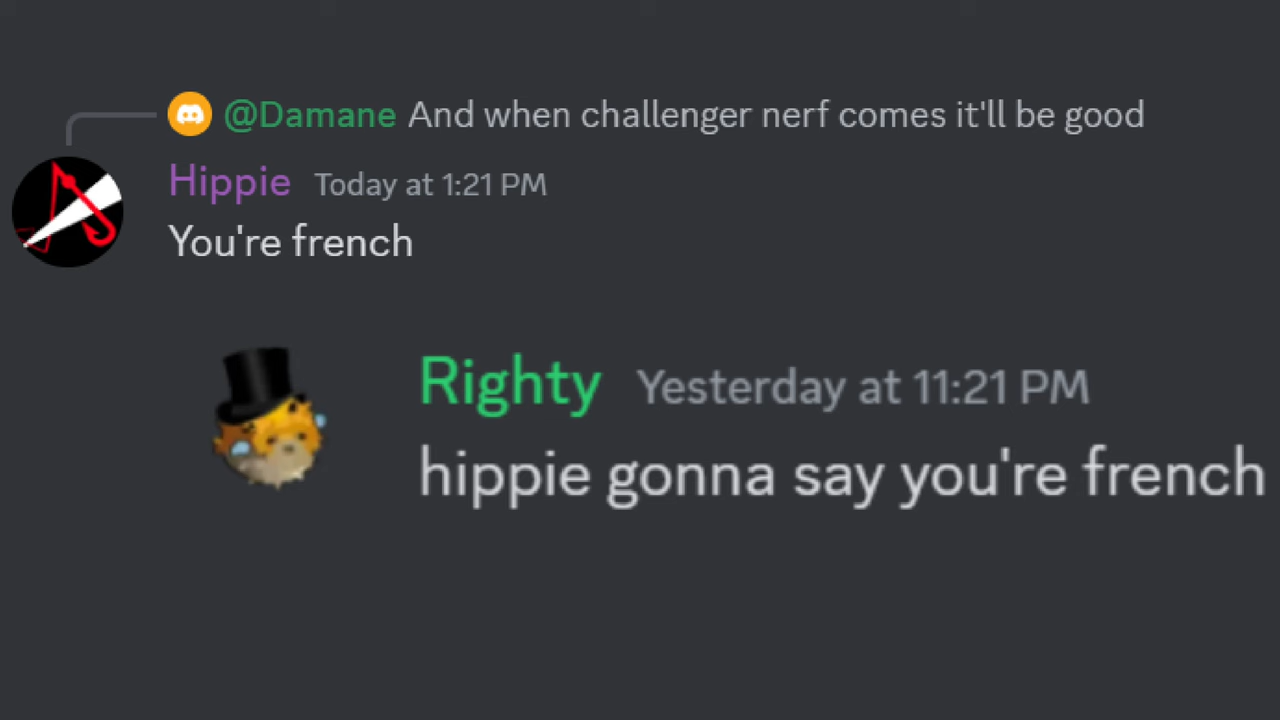 @Damane And when challenger nerf comes it'll be good
Hippie Today at 1:21 PM
You're french
Righty Yesterday at 11:21 PM
hippie gonna say you're french